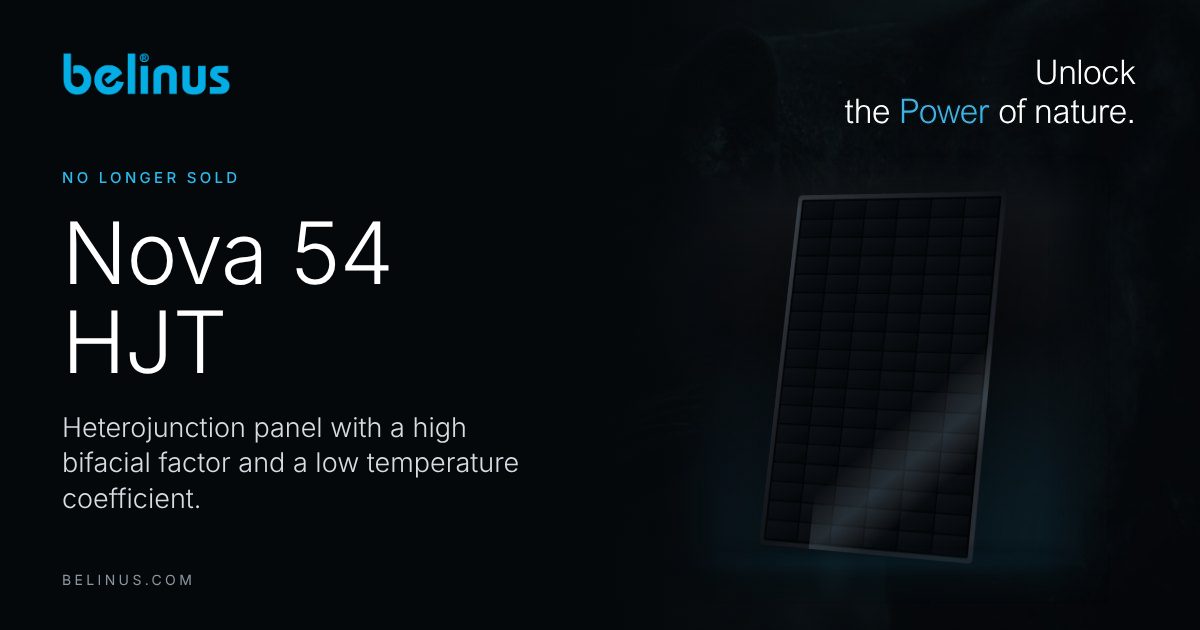 belinus®
Unlock
the Power of nature.
NO LONGER SOLD
Nova 54
HJT
Heterojunction panel with a high
bifacial factor and a low temperature
coefficient.
BELINUS.COM